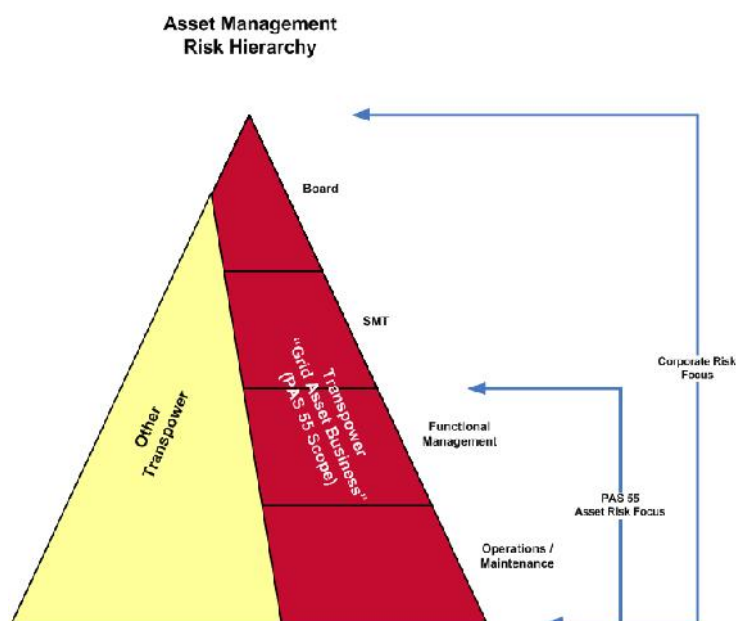 Asset Management
Risk Hierarchy
Board
SMT
Corporate Risk
Focus
Other
Transpower
Transpower
“Grid Asset Business”
(PAS 55 Scope)
Functional
Management
PAS 55
Asset Risk Focus
Operations /
Maintenance